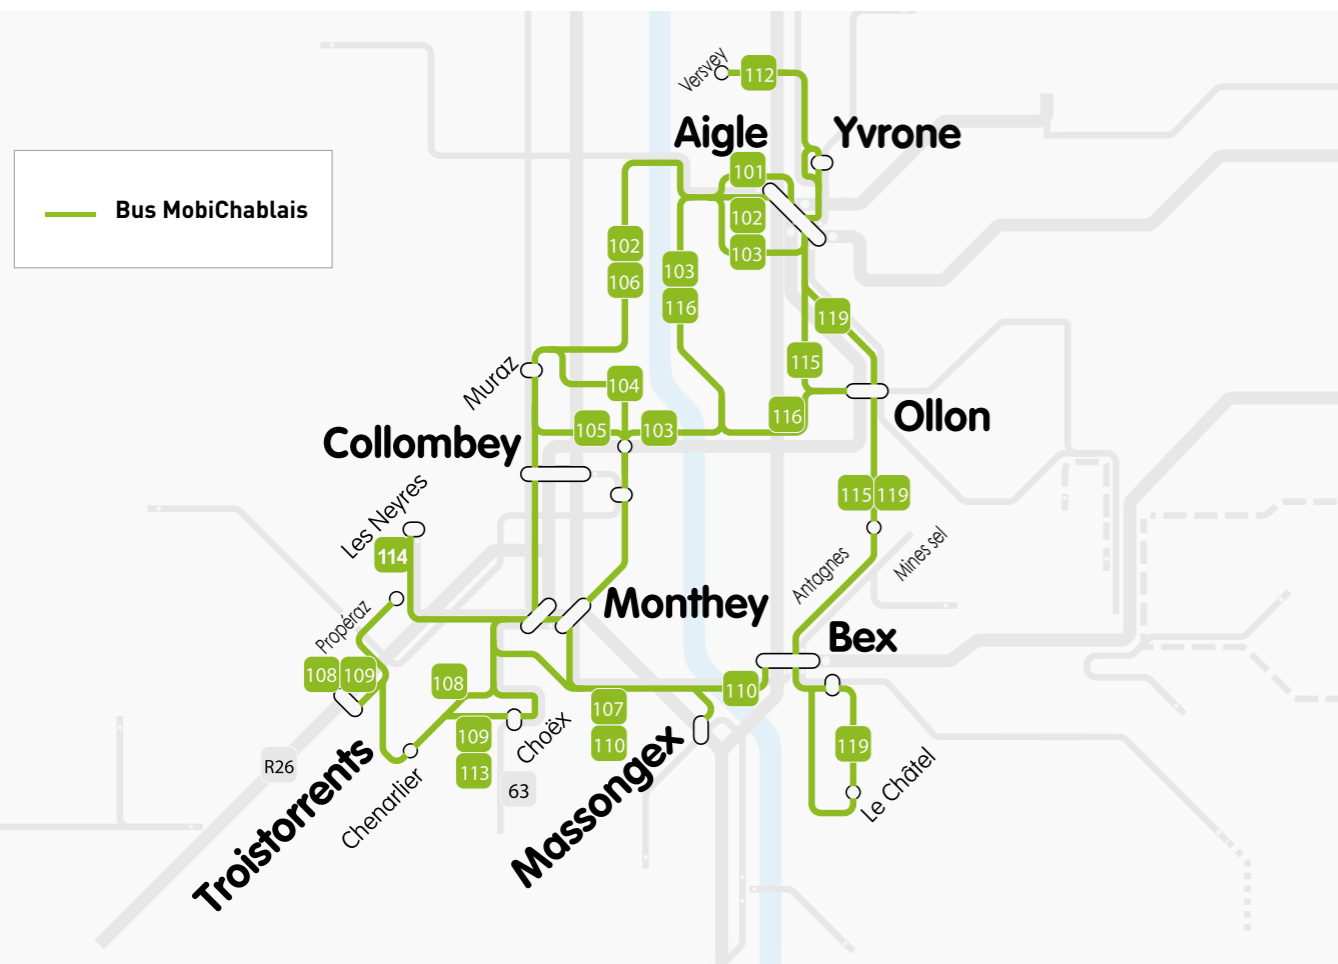 Versvey
112
Aigle
Yvrone
101
Bus MobiChablais
102
102
103
106
103
116
119
115
Muraz
104
116
Ollon
105
103
Collombey
Les Neyres
115
119
114
Antagnes
Mines sel
Monthey
Propéraz
Bex
108
109
108
110
107
109
Choëx
110
119
113
R26
63
Troistorrents
Chenarlier
Massongex
Le Châtel